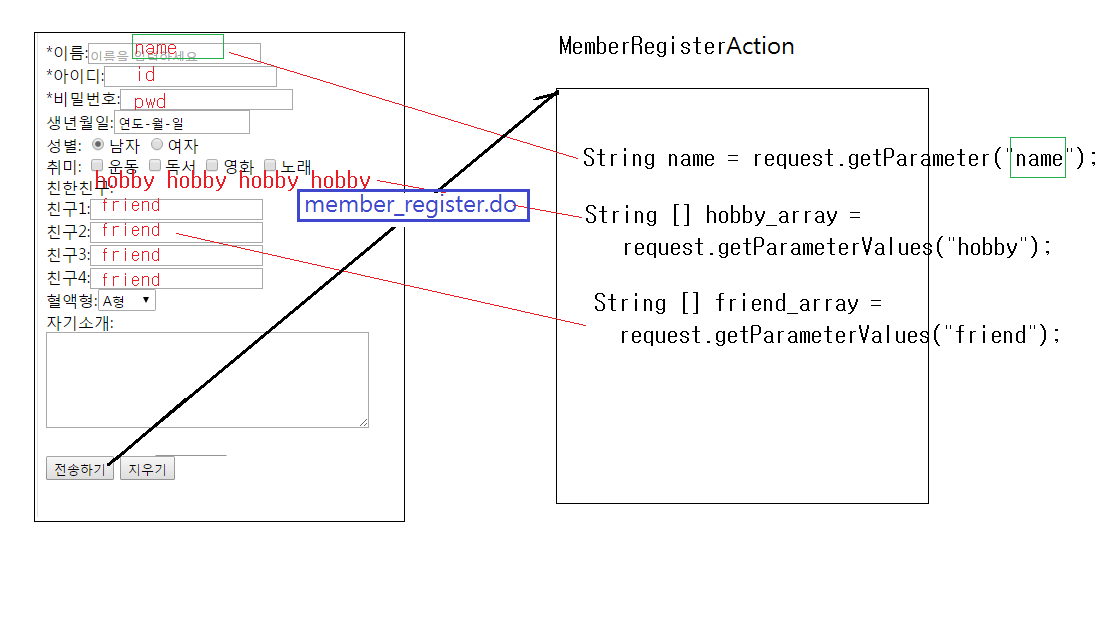 MemberRegisterAction
*이름: 이름을 입력하세요 name
*아이디: id
*비밀번호: pwd
생년월일: 연도-월-일
성별: 남자 여자
취미: 운동 독서 영화 노래
hobby hobby hobby hobby
친한친구:
친구1: friend
친구2: friend
친구3: friend
친구4: friend
혈액형: A형
자기소개:
전송하기 지우기
member_register.do
String name = request.getParameter("name");
String [] hobby_array =
request.getParameterValues("hobby");
String [] friend_array =
request.getParameterValues("friend");